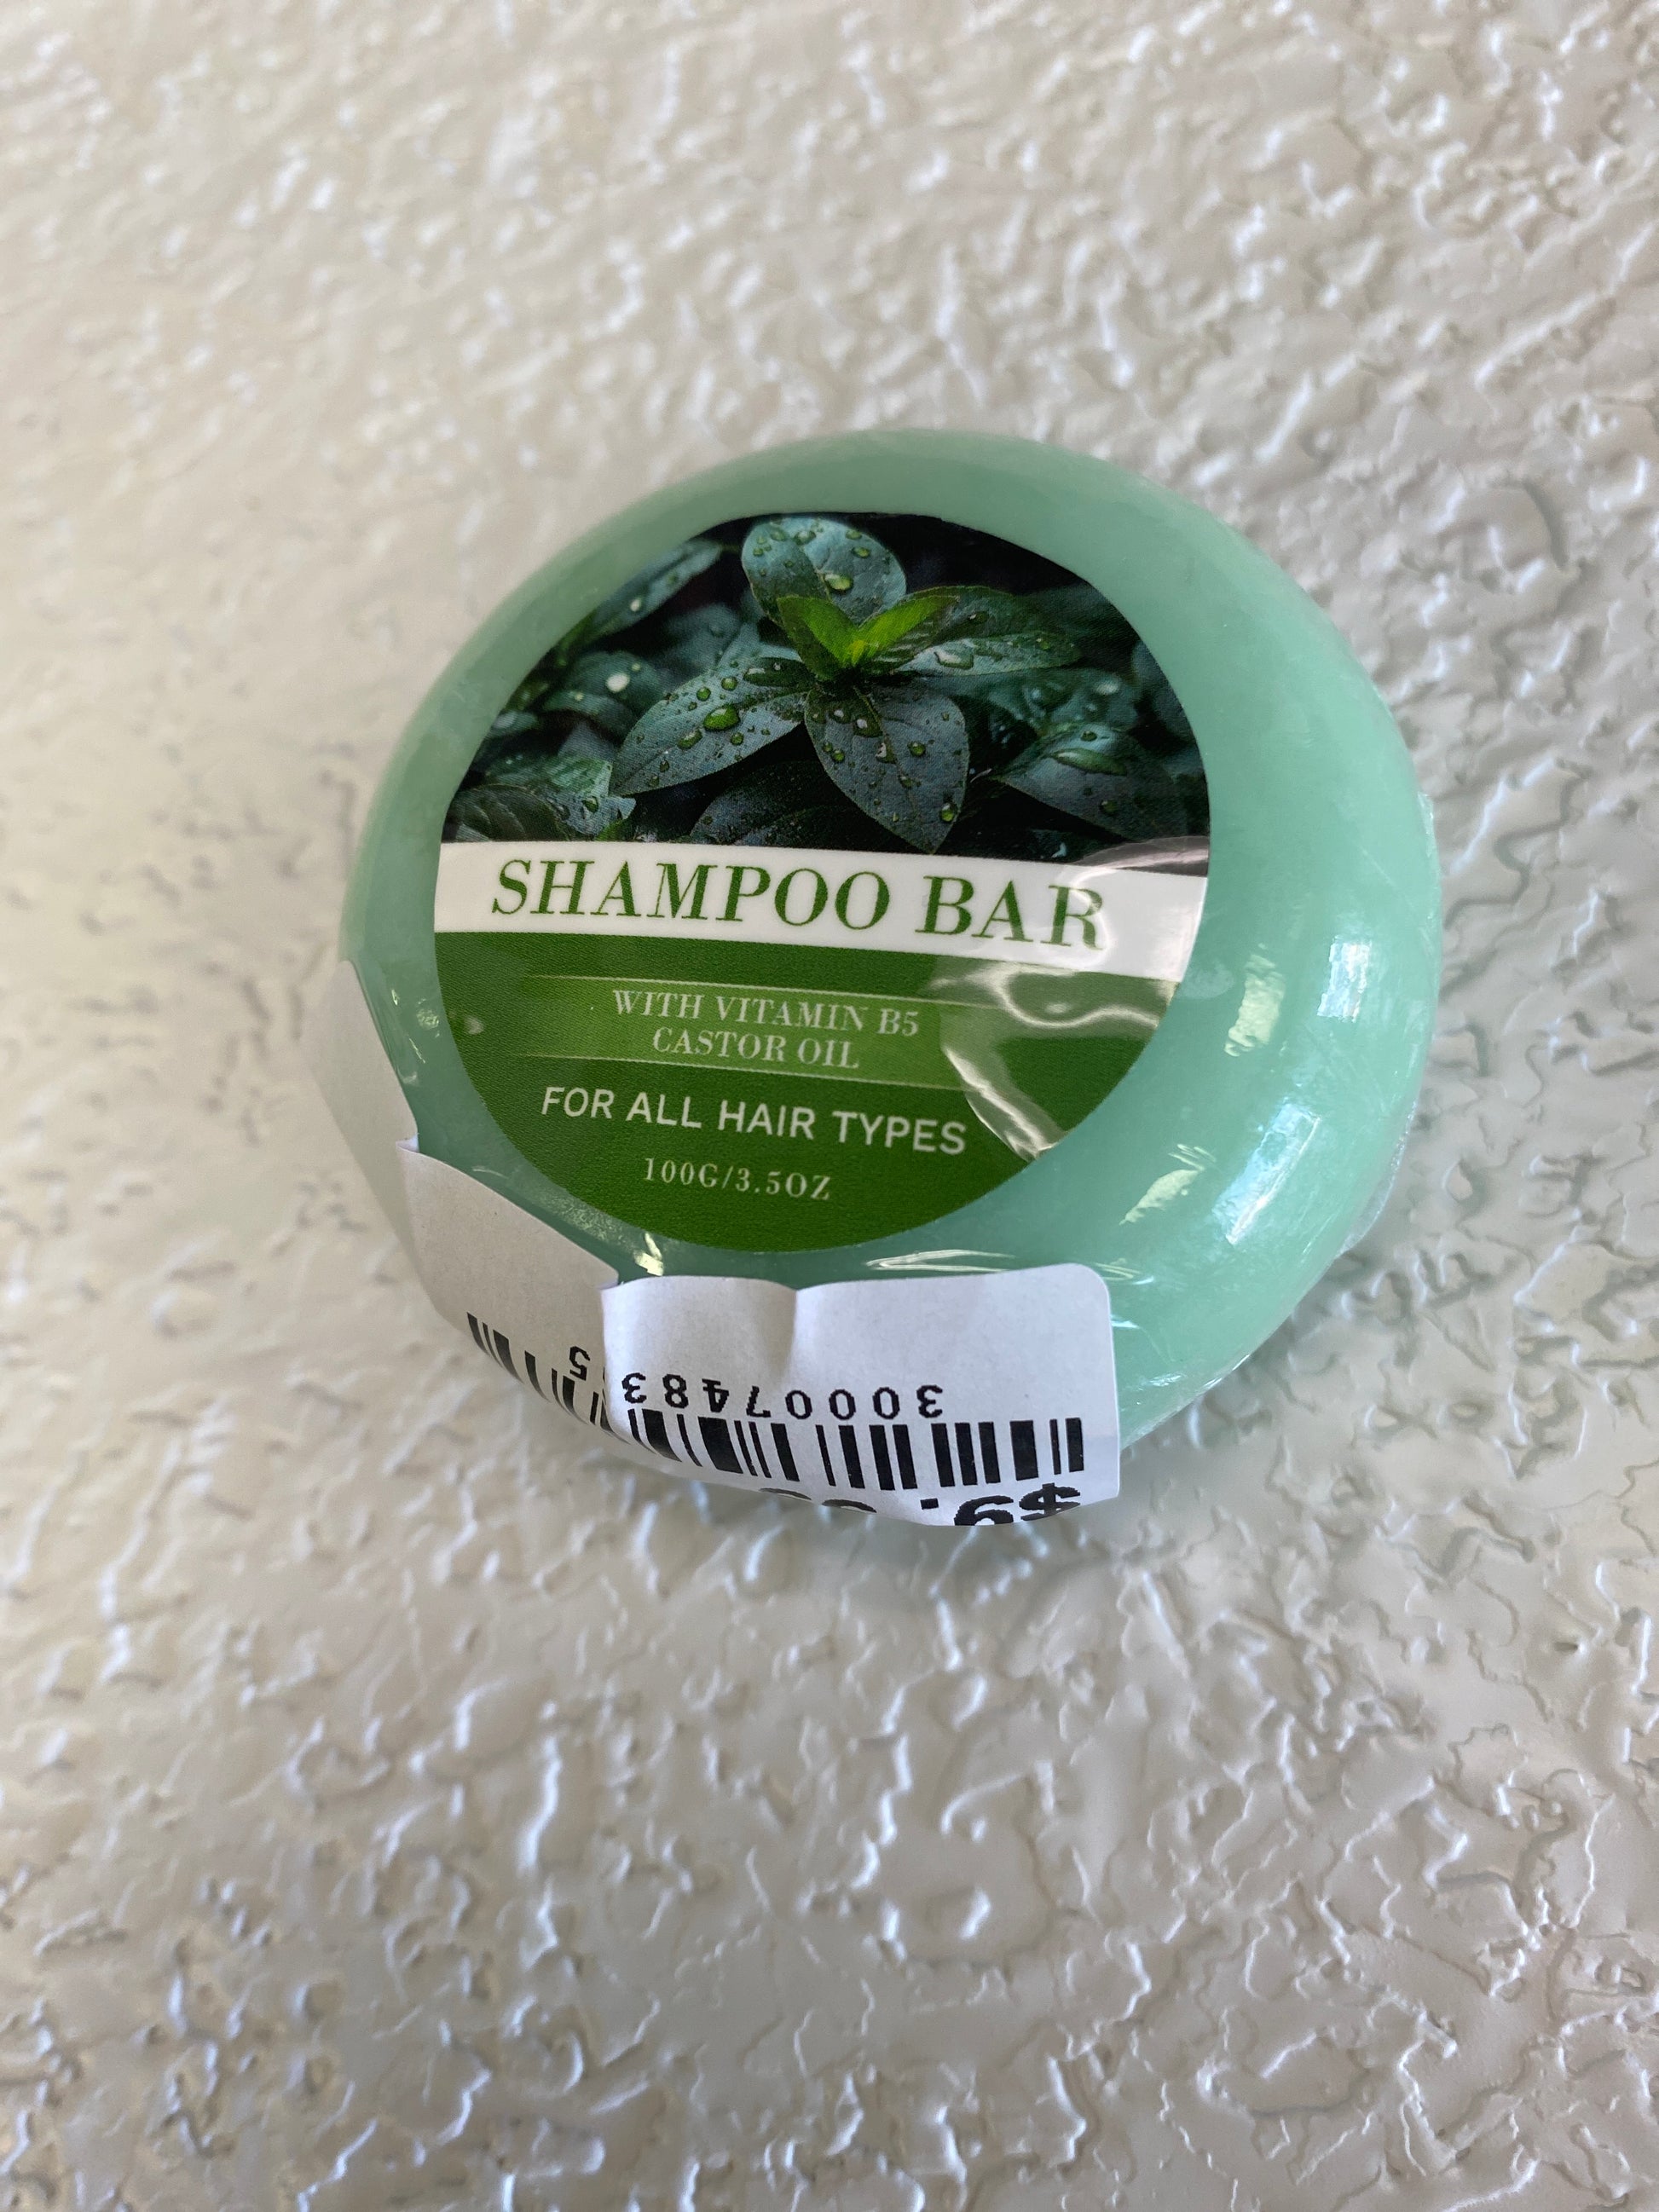 SHAMPOO BAR
WITH VITAMIN B5
CASTOR OIL
FOR ALL HAIR TYPES
100G/3.5OZ
30007483